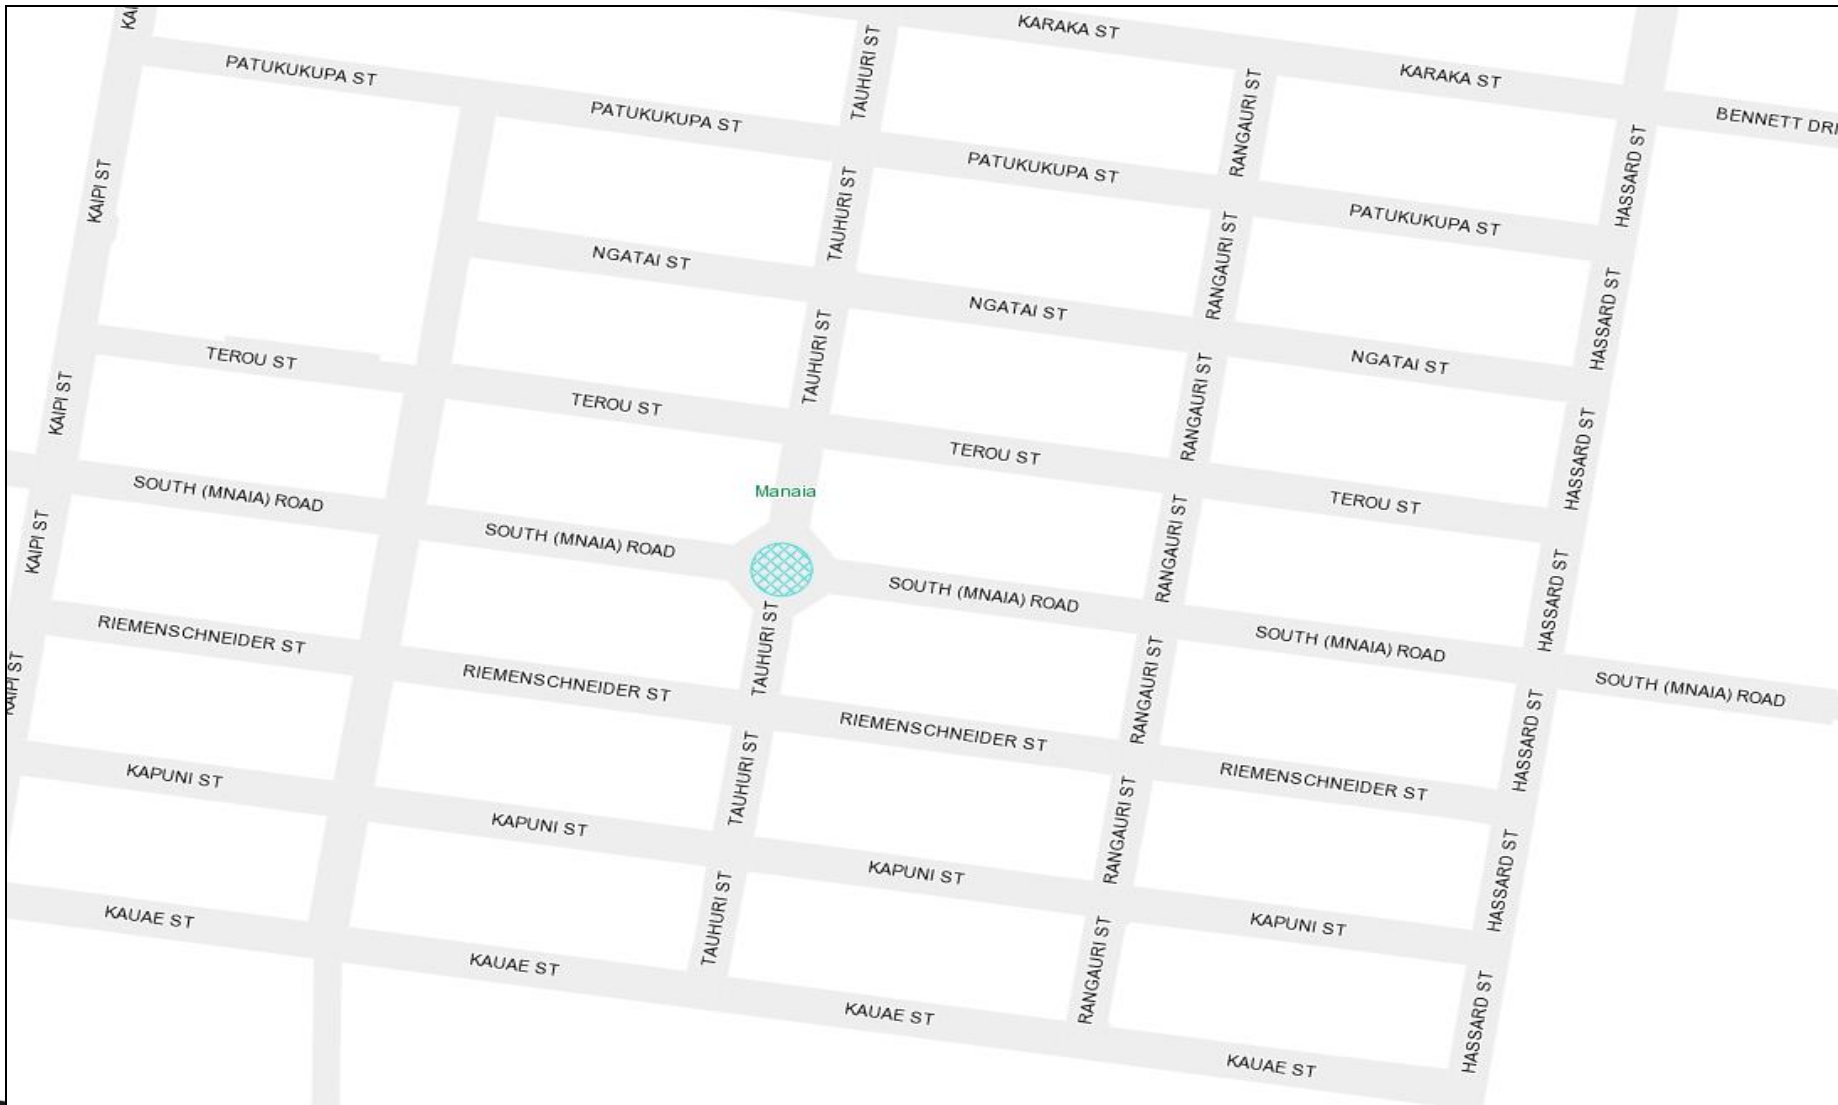 KAI
KARAKA ST
KARAKA ST
BENNETT DRI
PATUKUKUPA ST
PATUKUKUPA ST
PATUKUKUPA ST
PATUKUKUPA ST
TAUHURI ST
RANGAURI ST
HASSARD ST
KAIPI ST
TAUHURI ST
RANGAURI ST
HASSARD ST
NGATAI ST
NGATAI ST
NGATAI ST
TAUHURI ST
RANGAURI ST
HASSARD ST
KAIPI ST
TEROU ST
TEROU ST
TEROU ST
TEROU ST
Manaia
RANGAURI ST
HASSARD ST
KAIPI ST
SOUTH (MNAIA) ROAD
SOUTH (MNAIA) ROAD
SOUTH (MNAIA) ROAD
SOUTH (MNAIA) ROAD
SOUTH (MNAIA) ROAD
TAUHURI ST
RANGAURI ST
HASSARD ST
KAIPI ST
RIEMENSCHNEIDER ST
RIEMENSCHNEIDER ST
RIEMENSCHNEIDER ST
RIEMENSCHNEIDER ST
TAUHURI ST
RANGAURI ST
HASSARD ST
KAPUNI ST
KAPUNI ST
KAPUNI ST
KAPUNI ST
TAUHURI ST
RANGAURI ST
HASSARD ST
KAUAE ST
KAUAE ST
KAUAE ST
KAUAE ST